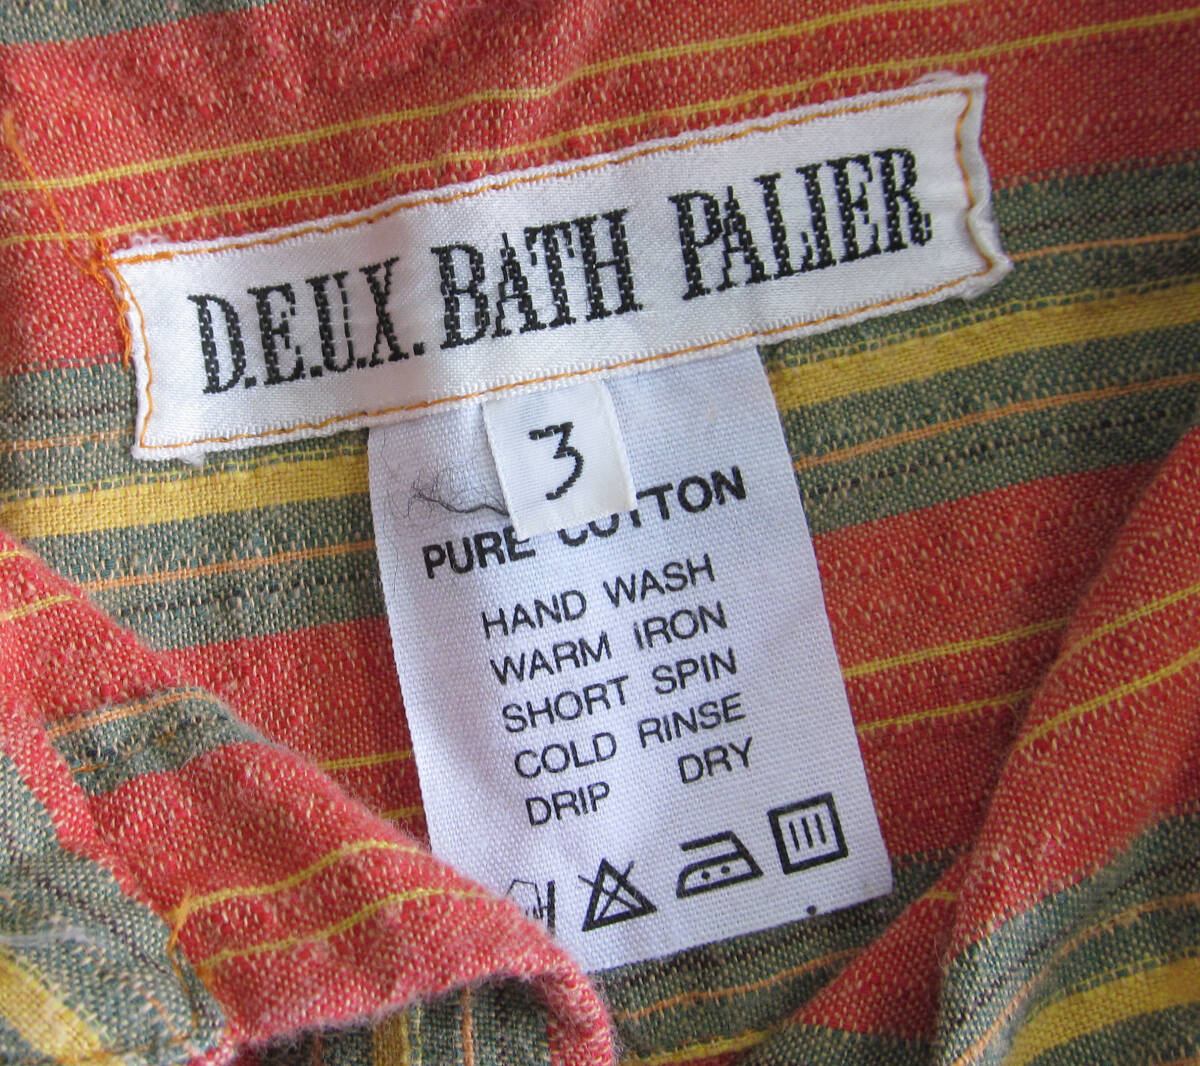 D.E.U.X. BATH PALIER
3
PURE COTTON
HAND WASH
WARM IRON
SHORT SPIN
COLD RINSE
DRIP DRY